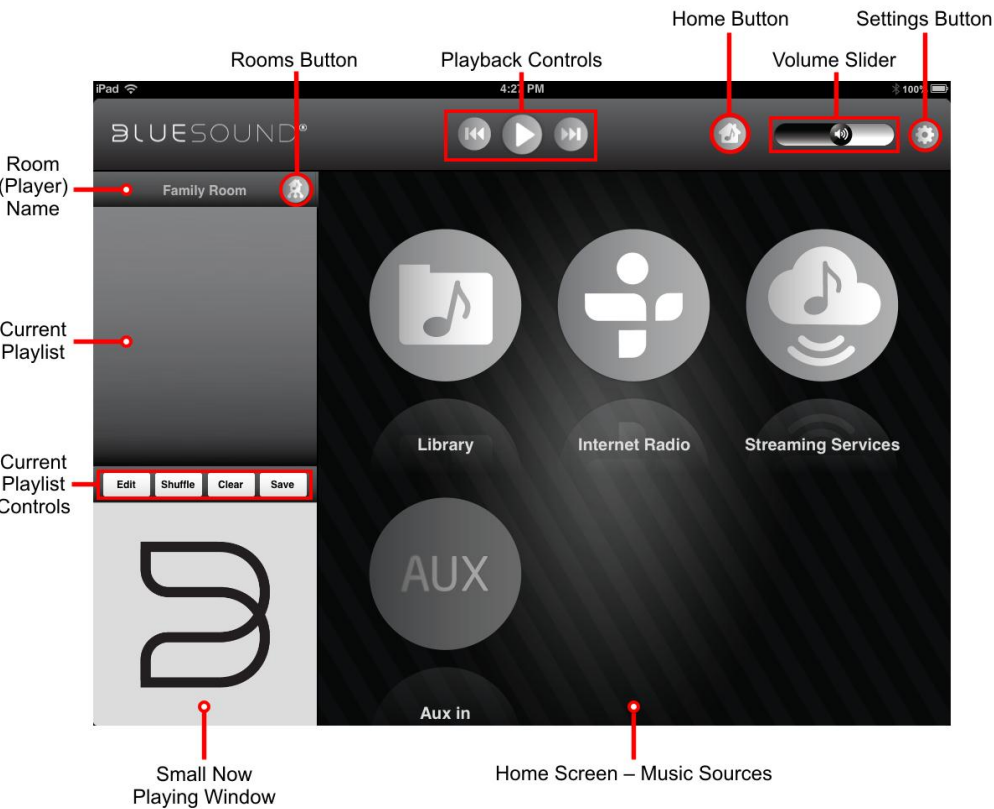 Home Button
Settings Button
Rooms Button
Playback Controls
Volume Slider
iPad
4:27 PM
100%
BLUESOUND®
Room
(Player)
Name
Family Room
Current
Playlist
Library
Internet Radio
Streaming Services
Current
Playlist
Controls
Edit
Shuffle
Clear
Save
AUX
Aux in
Small Now
Playing Window
Home Screen – Music Sources